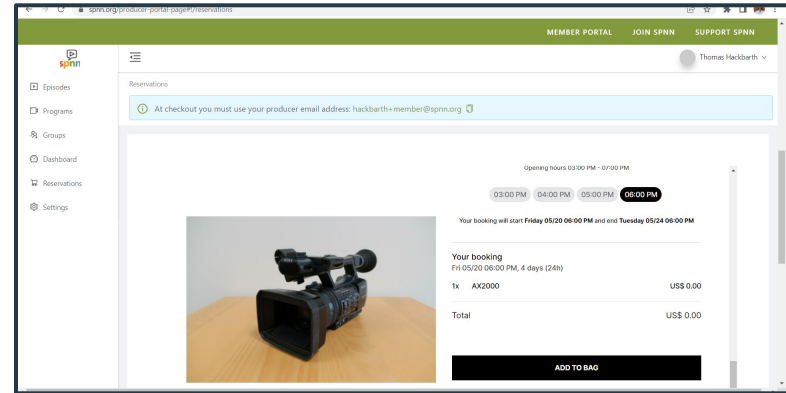 spnn.org/producer-portal-page#!/reservations
MEMBER PORTAL JOIN SPNN SUPPORT SPNN
spnn
Thomas Hackbarth
Episodes
Programs
Groups
Dashboard
Reservations
Settings
Reservations
At checkout you must use your producer email address: hackbarth+member@spnn.org
Opening hours 03:00 PM - 07:00 PM
03:00 PM 04:00 PM 05:00 PM 06:00 PM
Your booking will start Friday 05/20 06:00 PM and end Tuesday 05/24 06:00 PM
Your booking
Fri 05/20 06:00 PM, 4 days (24h)
1x AX2000 US$ 0.00
Total US$ 0.00
ADD TO BAG